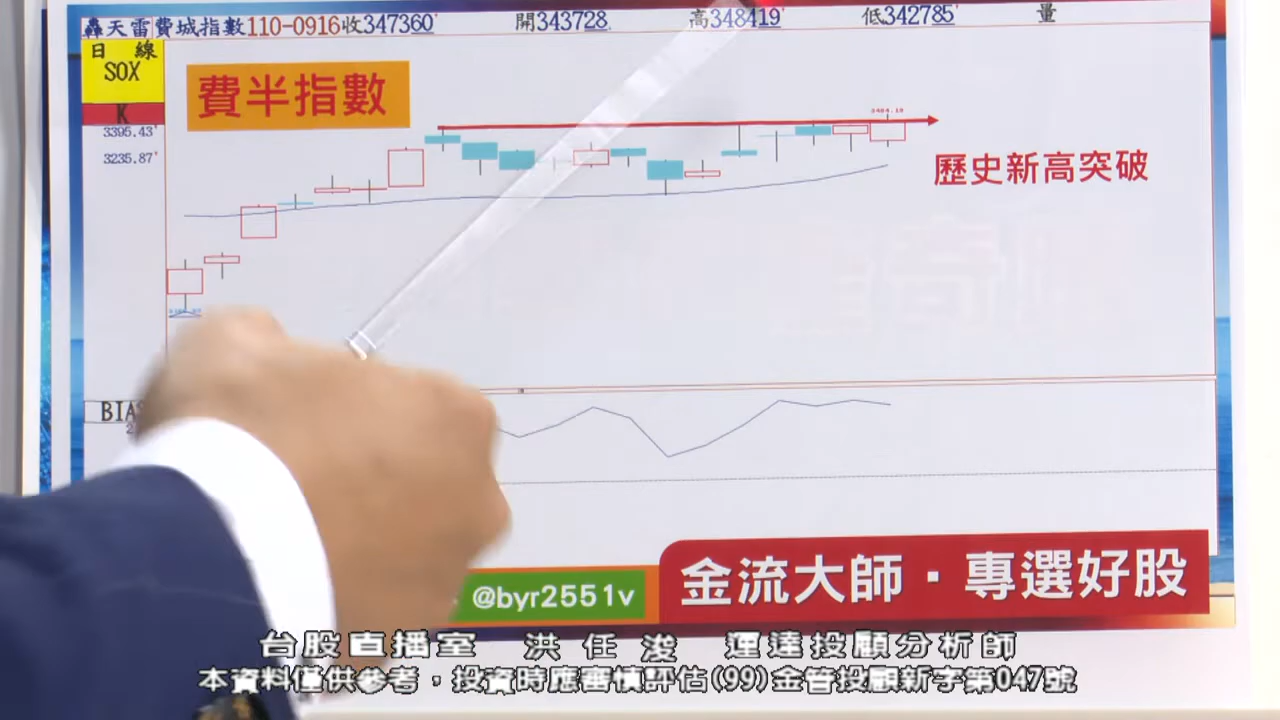 轟天雷費城指數110-0916收347360 開343728 高348419 低342785 量
日 線
SOX
K
費半指數
3395.43
3235.87
3484.19
歷史新高突破
BIA
@byr2551v
金流大師・專選好股
台股直播室 洪任浚 運達投顧分析師
本資料僅供參考，投資時應審慎評估(99)金管投顧新字第047號